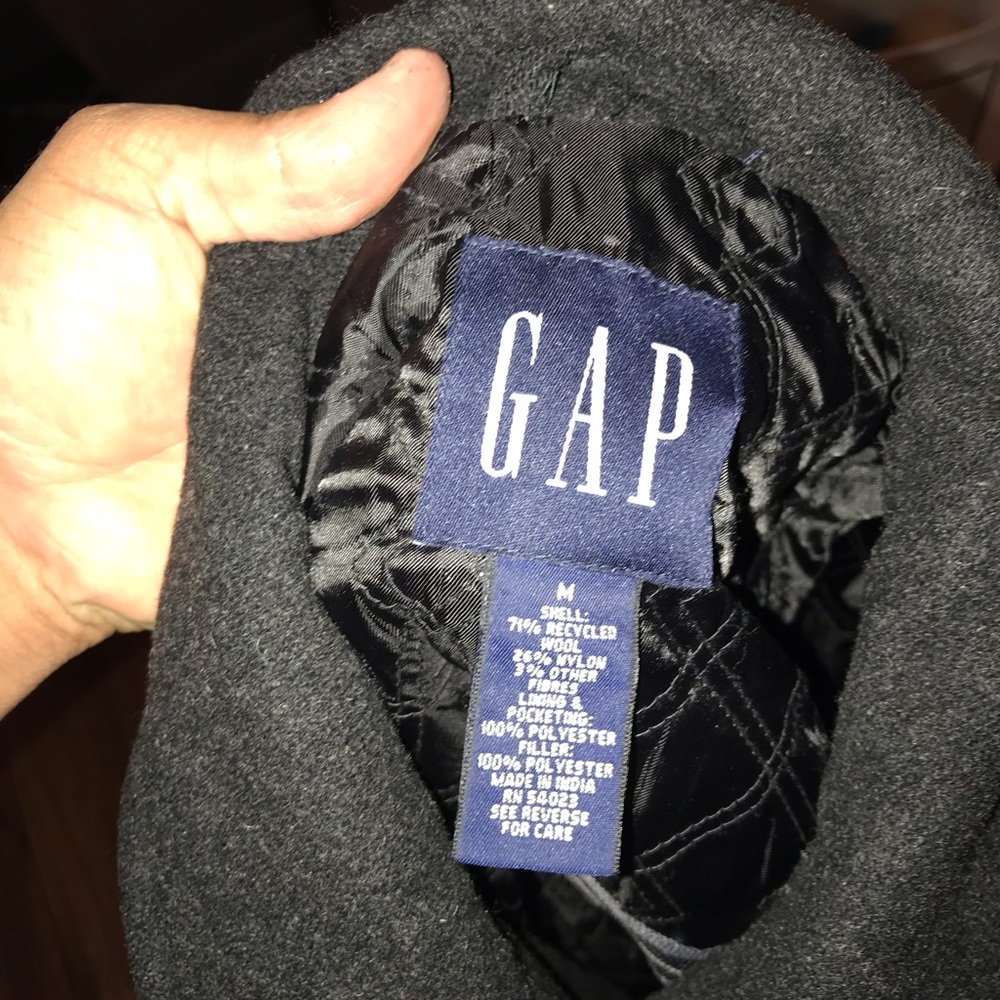 GAP
M
SHELL:
71% RECYCLED
WOOL
26% NYLON
3% OTHER
FIBRES
LINING &
POCKETING:
100% POLYESTER
FILLER:
100% POLYESTER
MADE IN INDIA
RN 54023
SEE REVERSE
FOR CARE